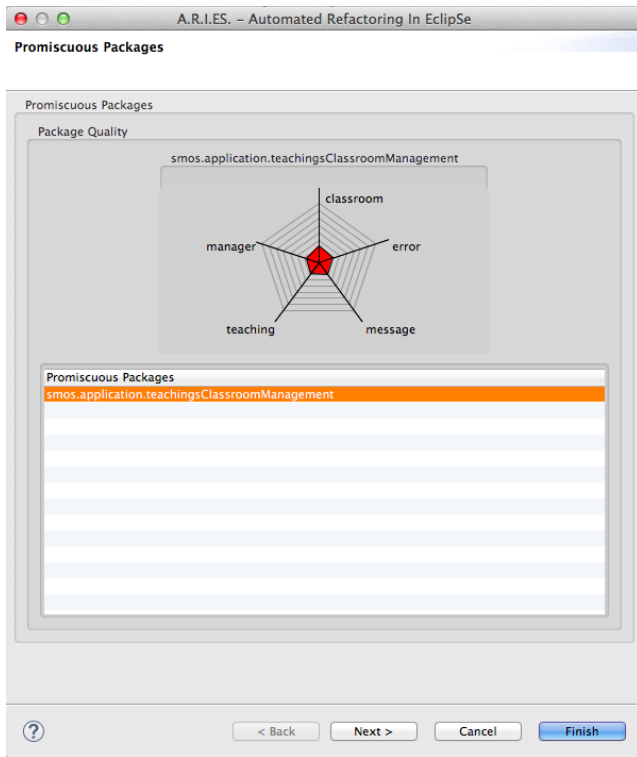 A.R.I.ES. – Automated Refactoring In EclipSe
Promiscuous Packages
Promiscuous Packages
Package Quality
smos.application.teachingsClassroomManagement
classroom
manager
error
teaching
message
Promiscuous Packages
smos.application.teachingsClassroomManagement
?
< Back
Next >
Cancel
Finish